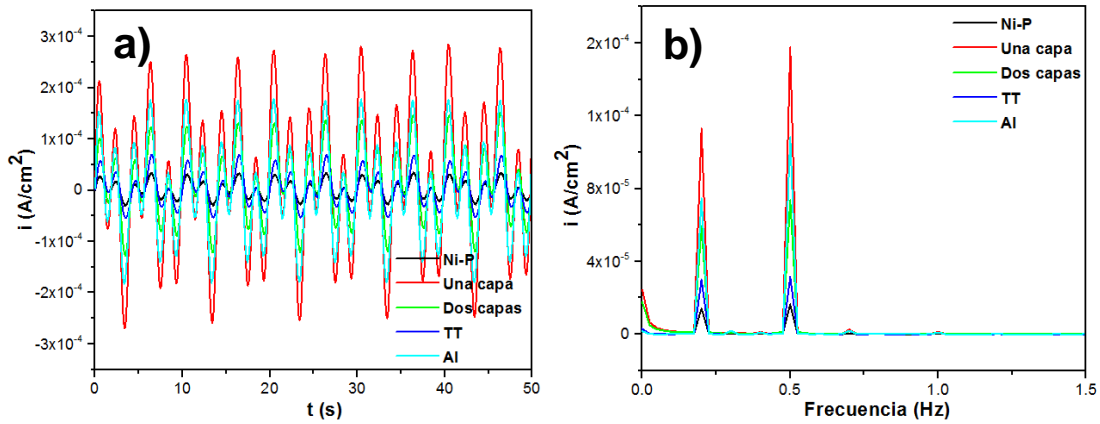 a)
i (A/cm²)
3x10⁻⁴
2x10⁻⁴
1x10⁻⁴
0
-1x10⁻⁴
-2x10⁻⁴
-3x10⁻⁴
Ni-P
Una capa
Dos capas
TT
Al
0 10 20 30 40 50
t (s)
b)
i (A/cm²)
2x10⁻⁴
1x10⁻⁴
8x10⁻⁵
4x10⁻⁵
0
Ni-P
Una capa
Dos capas
TT
Al
0.0 0.5 1.0 1.5
Frecuencia (Hz)